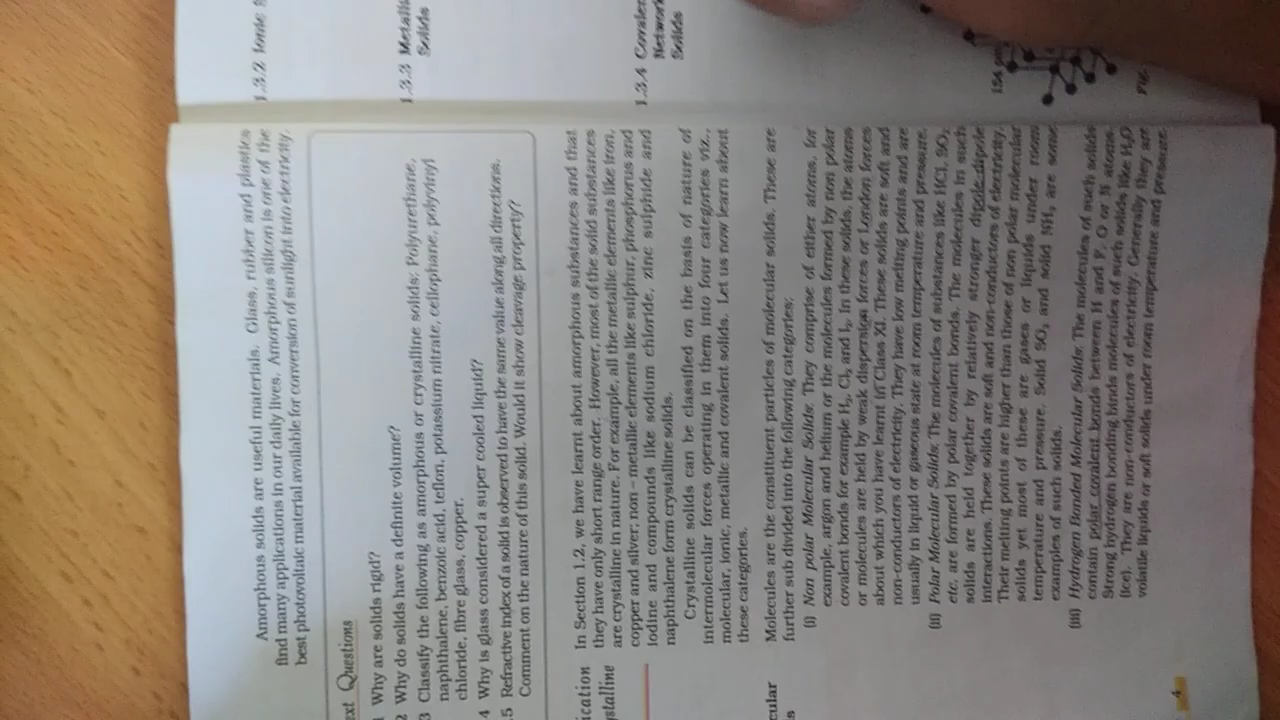 Amorphous solids are useful materials. Glass, rubber and plastics
find many applications in our daily lives. Amorphous silicon is one of the
best photovoltaic material available for conversion of sunlight into electricity.
ext Questions
1 Why are solids rigid?
2 Why do solids have a definite volume?
3 Classify the following as amorphous or crystalline solids: Polyurethane,
naphthalene, benzoic acid, teflon, potassium nitrate, cellophane, polyvinyl
chloride, fibre glass, copper.
4 Why is glass considered a super cooled liquid?
.5 Refractive index of a solid is observed to have the same value along all directions.
Comment on the nature of this solid. Would it show cleavage property?
ication
ystalline
In Section 1.2, we have learnt about amorphous substances and that
they have only short range order. However, most of the solid substances
are crystalline in nature. For example, all the metallic elements like iron,
copper and silver; non – metallic elements like sulphur, phosphorus and
iodine and compounds like sodium chloride, zinc sulphide and
naphthalene form crystalline solids.
Crystalline solids can be classified on the basis of nature of
intermolecular forces operating in them into four categories viz.,
molecular, ionic, metallic and covalent solids. Let us now learn about
these categories.
cular
s
Molecules are the constituent particles of molecular solids. These are
further sub divided into the following categories:
(i) Non polar Molecular Solids: They comprise of either atoms, for
example, argon and helium or the molecules formed by non polar
covalent bonds for example H₂, Cl₂ and I₂. In these solids, the atoms
or molecules are held by weak dispersion forces or London forces
about which you have learnt in Class XI. These solids are soft and
non-conductors of electricity. They have low melting points and are
usually in liquid or gaseous state at room temperature and pressure.
(ii) Polar Molecular Solids: The molecules of substances like HCl, SO₂,
etc. are formed by polar covalent bonds. The molecules in such
solids are held together by relatively stronger dipole-dipole
interactions. These solids are soft and non-conductors of electricity.
Their melting points are higher than those of non polar molecular
solids yet most of these are gases or liquids under room
temperature and pressure. Solid SO₂ and solid NH₃ are some
examples of such solids.
(iii) Hydrogen Bonded Molecular Solids: The molecules of such solids
contain polar covalent bonds between H and F, O or N atoms.
Strong hydrogen bonding binds molecules of such solids like H₂O
(ice). They are non-conductors of electricity. Generally they are
volatile liquids or soft solids under room temperature and pressure.
4
1.3.2 Ionic S
1.3.3 Metalli
Solids
1.3.4 Covalen
Network
Solids
154 pm